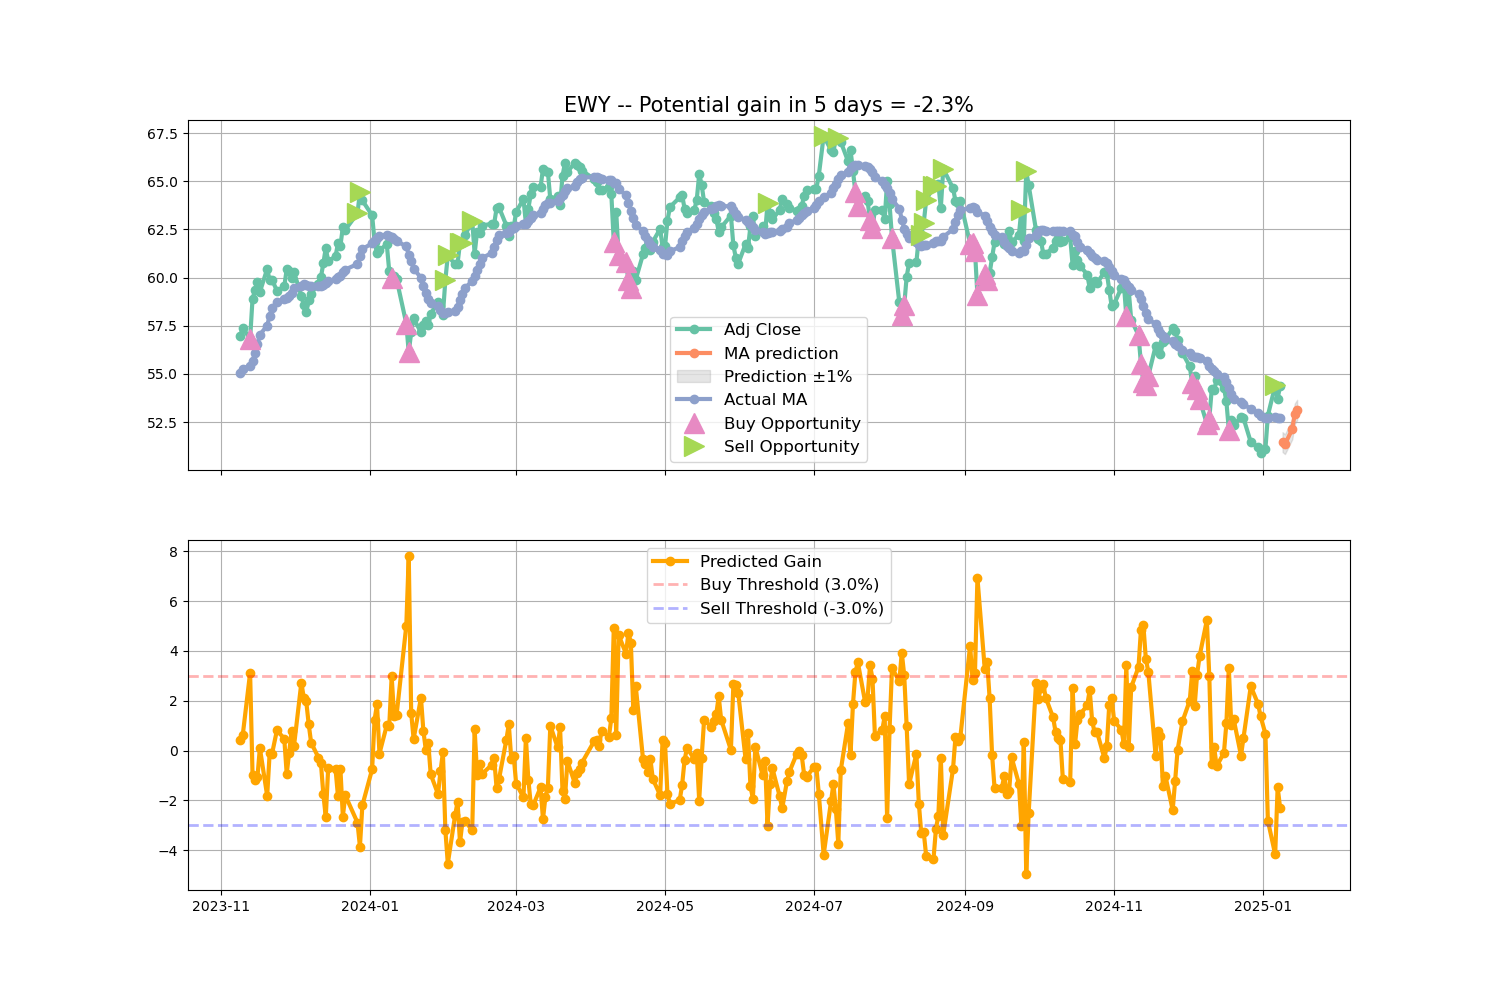 EWY -- Potential gain in 5 days = -2.3%
67.5
65.0
62.5
60.0
57.5
55.0
52.5
Adj Close
MA prediction
Prediction ±1%
Actual MA
Buy Opportunity
Sell Opportunity
8
6
4
2
0
−2
−4
Predicted Gain
Buy Threshold (3.0%)
Sell Threshold (-3.0%)
2023-11 2024-01 2024-03 2024-05 2024-07 2024-09 2024-11 2025-01